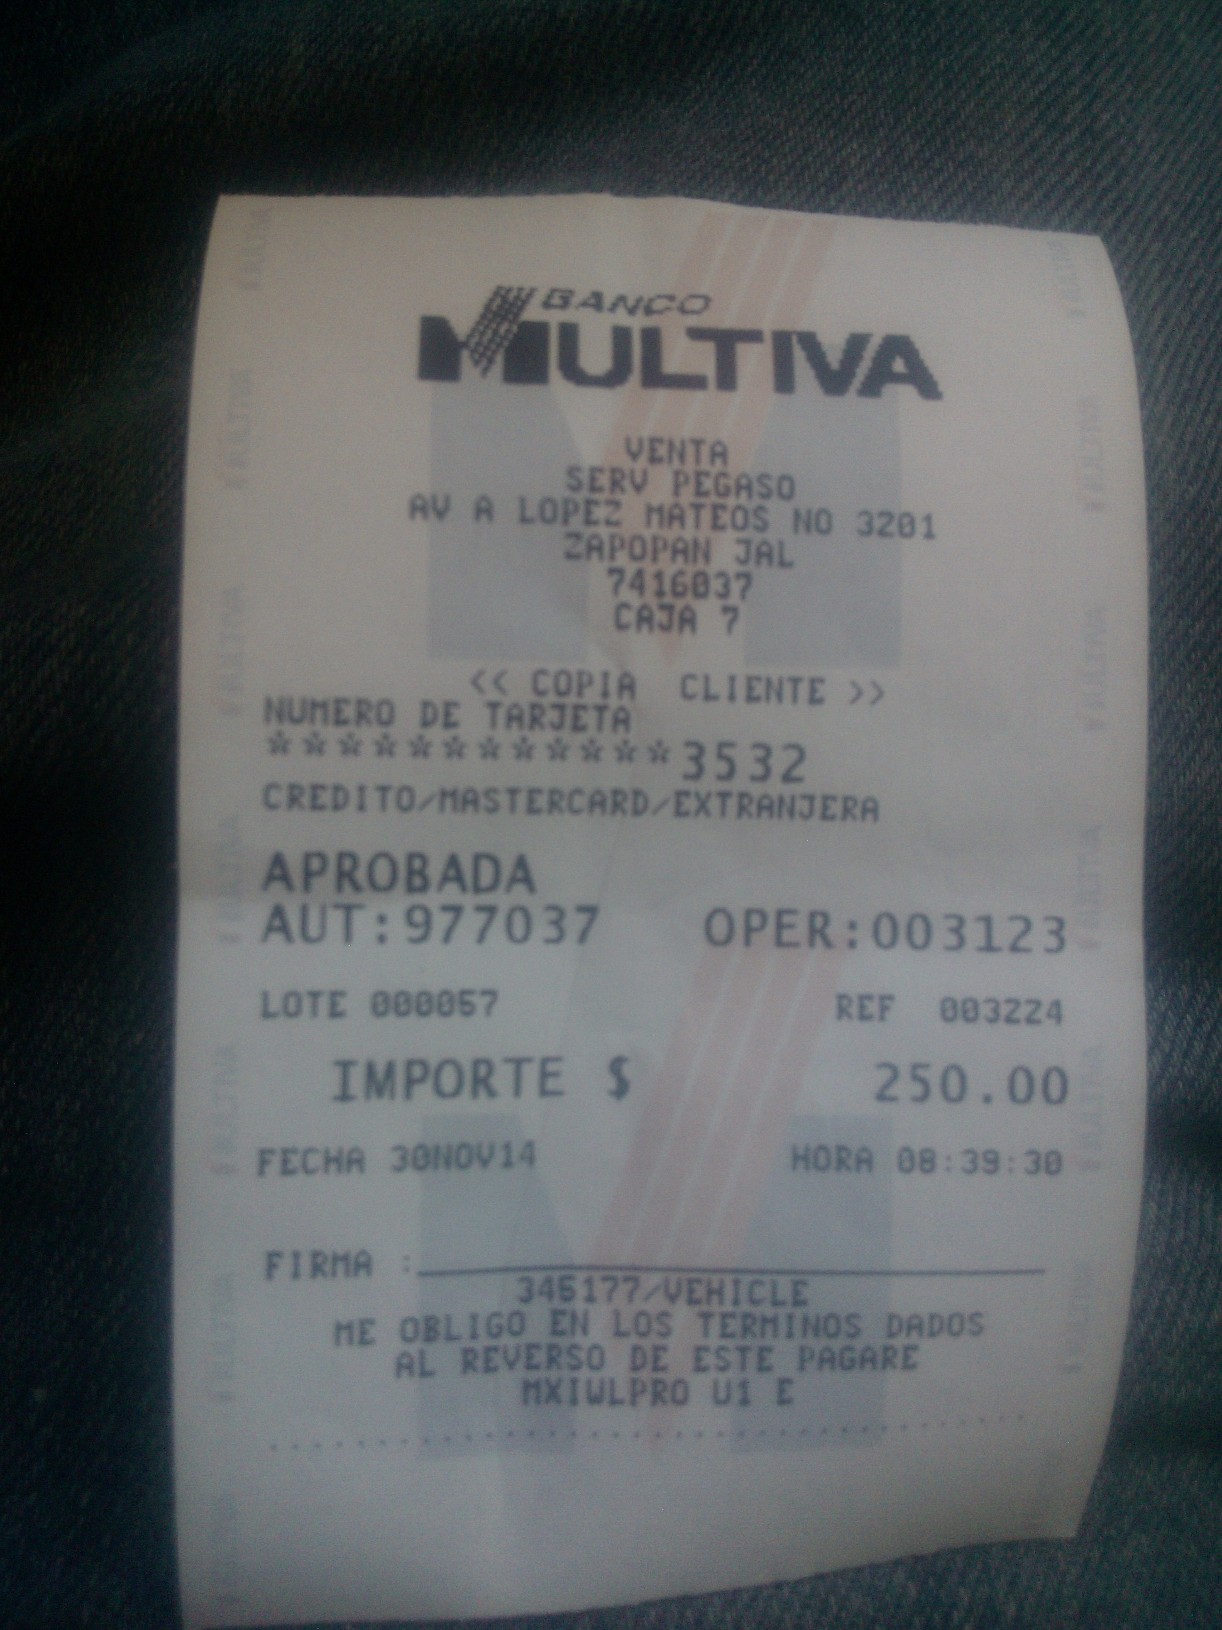 BANCO
MULTIVA
VENTA
SERV PEGASO
AV A LOPEZ MATEOS NO 3201
ZAPOPAN JAL
7416037
CAJA 7
<< COPIA CLIENTE >>
NUMERO DE TARJETA
************3532
CREDITO/MASTERCARD/EXTRANJERA
APROBADA
AUT:977037 OPER:003123
LOTE 000057 REF 003224
IMPORTE $ 250.00
FECHA 30NOV14 HORA 08:39:30
FIRMA :
345177/VEHICLE
ME OBLIGO EN LOS TERMINOS DADOS
AL REVERSO DE ESTE PAGARE
MXIWLPRO U1 E